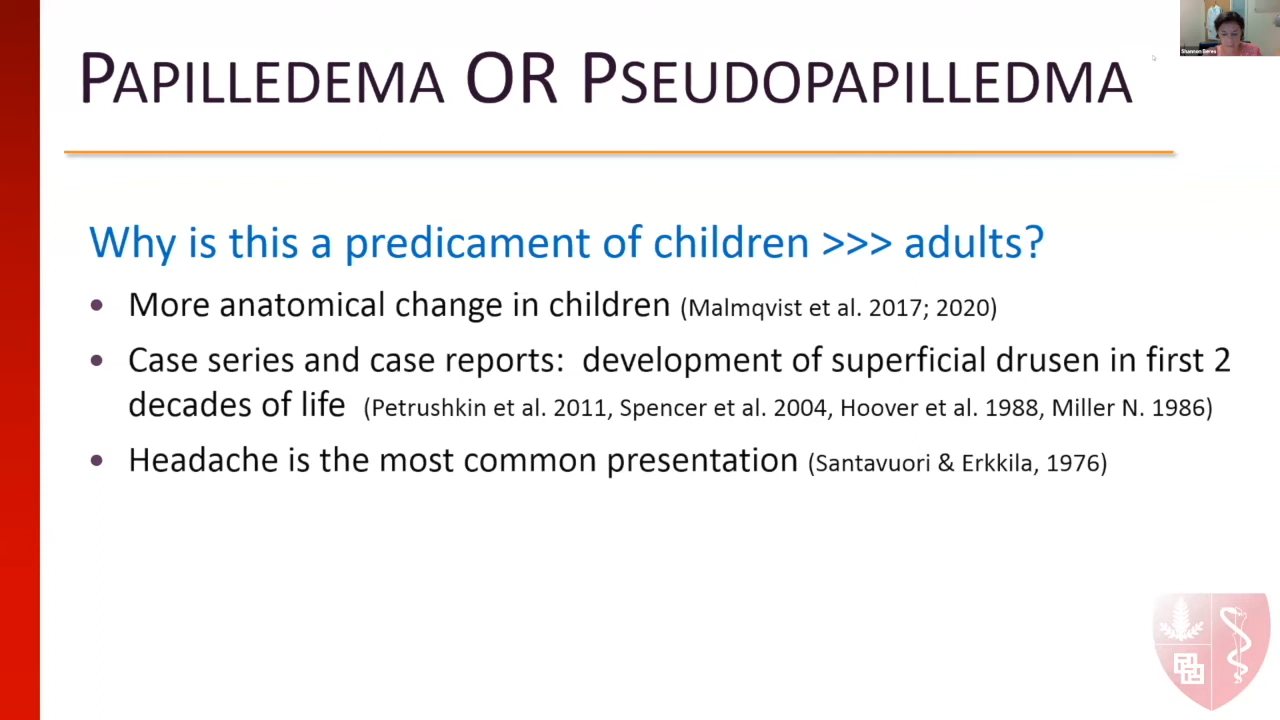 Shannon Beres
PAPILLEDEMA OR PSEUDOPAPILLEDMA
Why is this a predicament of children >>> adults?
• More anatomical change in children (Malmqvist et al. 2017; 2020)
• Case series and case reports: development of superficial drusen in first 2
decades of life (Petrushkin et al. 2011, Spencer et al. 2004, Hoover et al. 1988, Miller N. 1986)
• Headache is the most common presentation (Santavuori & Erkkila, 1976)